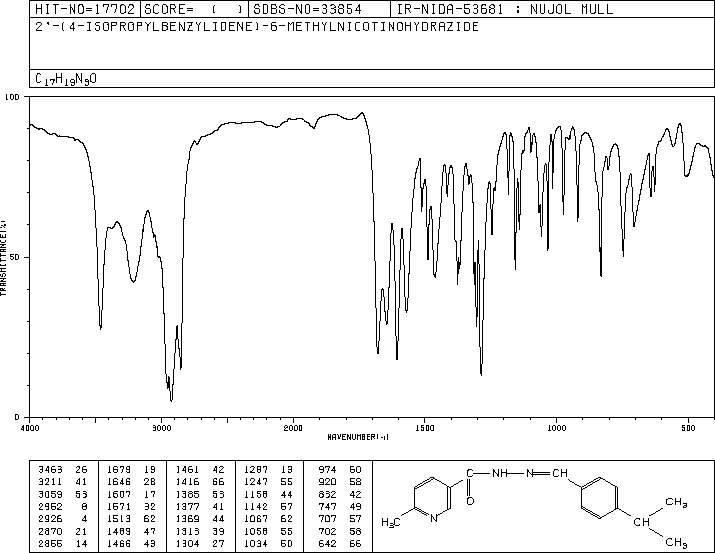 HIT-NO=17702 SCORE= ( ) SDBS-NO=33854 IR-NIDA-53681 : NUJOL MULL
2'-(4-ISOPROPYLBENZYLIDENE)-6-METHYLNICOTINOHYDRAZIDE
C17H19N3O
100
50
0
TRANSMITTANCE(%)
4000 3000 2000 1500 1000 500
WAVENUMBER(-1)
3463 26 1679 19 1461 42 1287 13 974 60
3211 41 1646 28 1416 66 1247 55 920 58
3059 53 1607 17 1385 53 1158 44 832 42
2962 8 1571 32 1377 41 1142 57 747 49
2926 4 1513 62 1369 44 1067 62 707 57
2870 21 1489 47 1313 39 1058 55 702 58
2855 14 1466 43 1304 27 1034 50 642 66
C NH N CH
O
H3C N
CH3
CH
CH3